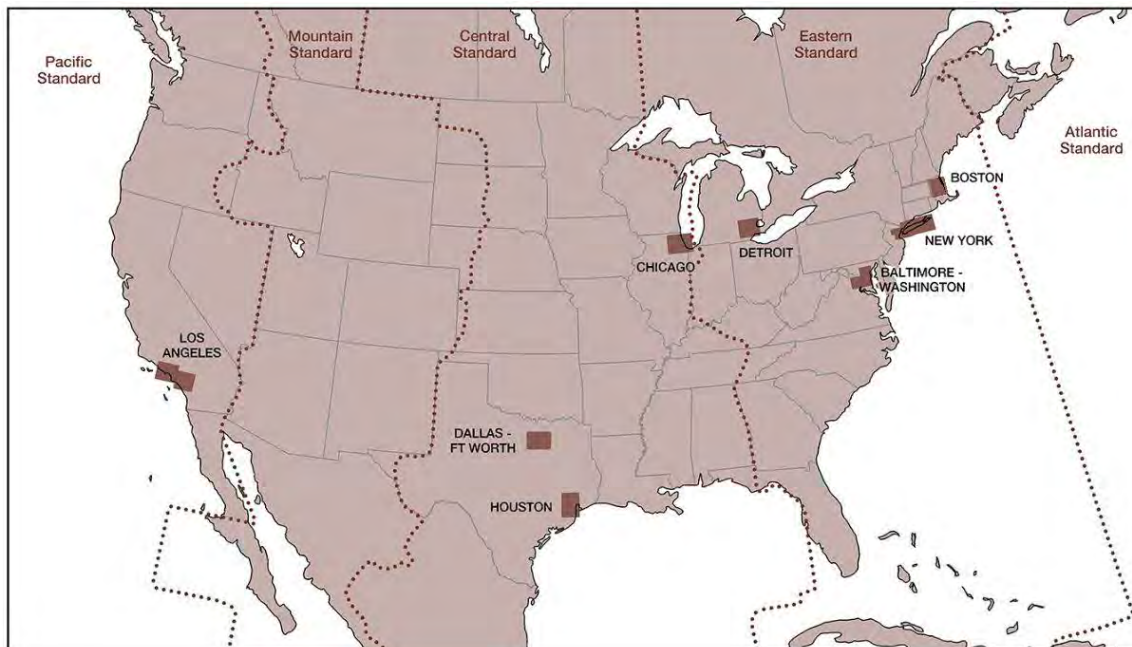 Pacific
Standard
Mountain
Standard
Central
Standard
Eastern
Standard
Atlantic
Standard
BOSTON
NEW YORK
DETROIT
CHICAGO
BALTIMORE -
WASHINGTON
LOS
ANGELES
DALLAS -
FT WORTH
HOUSTON